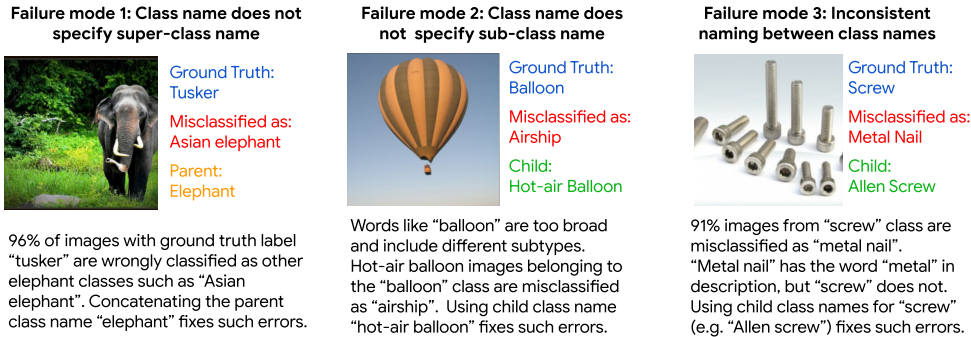 Failure mode 1: Class name does not
specify super-class name
Ground Truth:
Tusker
Misclassified as:
Asian elephant
Parent:
Elephant
96% of images with ground truth label
“tusker” are wrongly classified as other
elephant classes such as “Asian
elephant”. Concatenating the parent
class name “elephant” fixes such errors.
Failure mode 2: Class name does
not specify sub-class name
Ground Truth:
Balloon
Misclassified as:
Airship
Child:
Hot-air Balloon
Words like “balloon” are too broad
and include different subtypes.
Hot-air balloon images belonging to
the “balloon” class are misclassified
as “airship”. Using child class name
“hot-air balloon” fixes such errors.
Failure mode 3: Inconsistent
naming between class names
Ground Truth:
Screw
Misclassified as:
Metal Nail
Child:
Allen Screw
91% images from “screw” class are
misclassified as “metal nail”.
“Metal nail” has the word “metal” in
description, but “screw” does not.
Using child class names for “screw”
(e.g. “Allen screw”) fixes such errors.